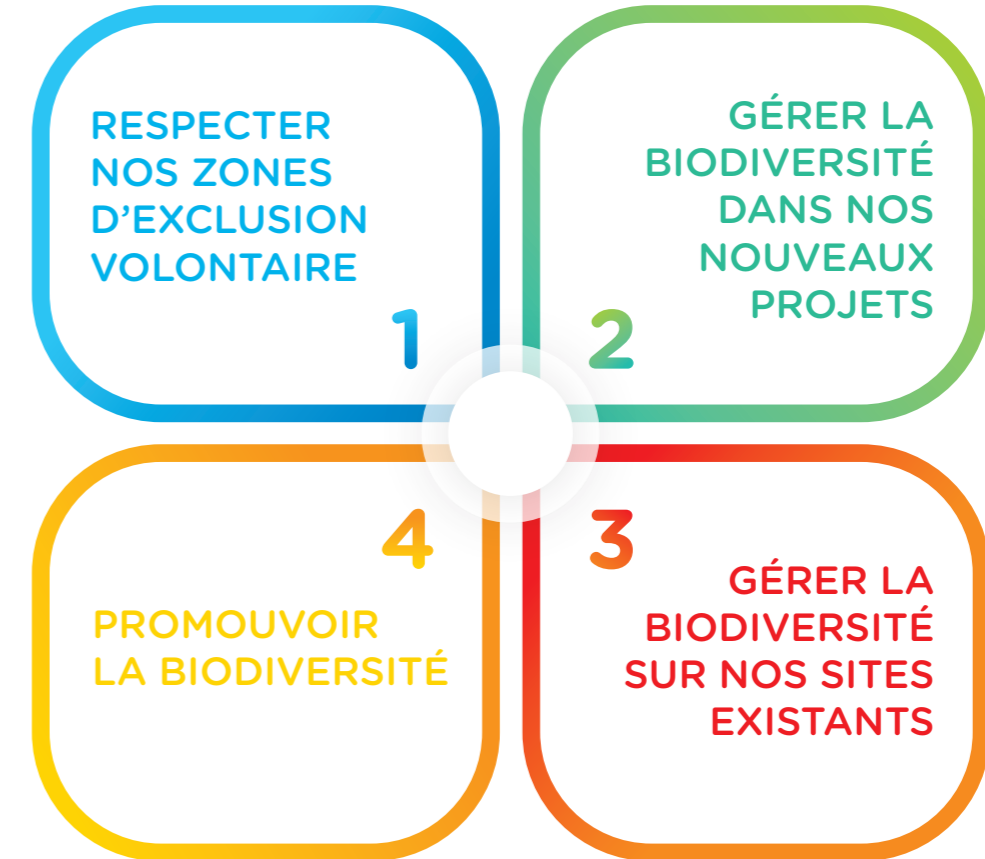 RESPECTER
NOS ZONES
D’EXCLUSION
VOLONTAIRE
1
GÉRER LA
BIODIVERSITÉ
DANS NOS
NOUVEAUX
PROJETS
2
3
GÉRER LA
BIODIVERSITÉ
SUR NOS SITES
EXISTANTS
4
PROMOUVOIR
LA BIODIVERSITÉ